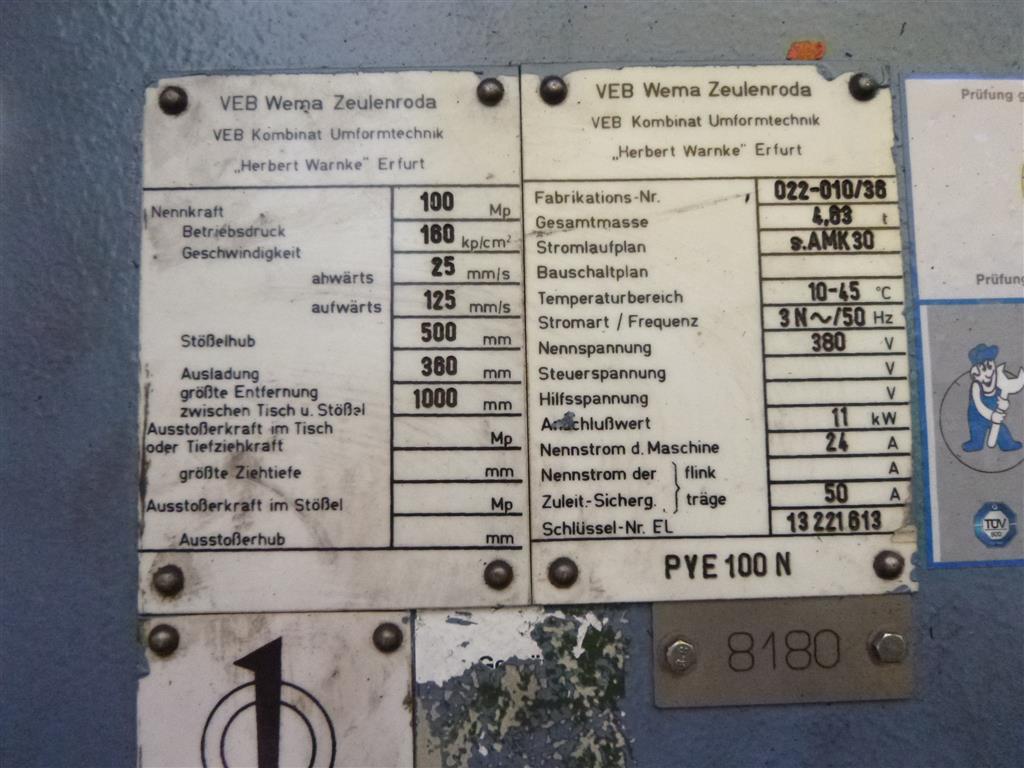 VEB Wema Zeulenroda
VEB Kombinat Umformtechnik
„Herbert Warnke" Erfurt
Nennkraft 100 Mp
Betriebsdruck 160 kp/cm²
Geschwindigkeit
abwärts 25 mm/s
aufwärts 125 mm/s
Stößelhub 500 mm
Ausladung 360 mm
größte Entfernung
zwischen Tisch u. Stößel 1000 mm
Ausstoßerkraft im Tisch
oder Tiefziehkraft Mp
größte Ziehtiefe mm
Ausstoßerkraft im Stößel Mp
Ausstoßerhub mm
VEB Wema Zeulenroda
VEB Kombinat Umformtechnik
„Herbert Warnke" Erfurt
Fabrikations-Nr. 022-010/36
Gesamtmasse 4,63 t
Stromlaufplan s.AMK30
Bauschaltplan
Temperaturbereich 10-45 °C
Stromart / Frequenz 3N~/50 Hz
Nennspannung 380 V
Steuerspannung V
Hilfsspannung V
Anschlußwert 11 kW
Nennstrom d. Maschine 24 A
Nennstrom der } flink A
Zuleit.-Sicherg. } träge 50 A
Schlüssel-Nr. EL 13 221 613
PYE 100 N
8180
1
Prüfung g
Prüfung
TÜV